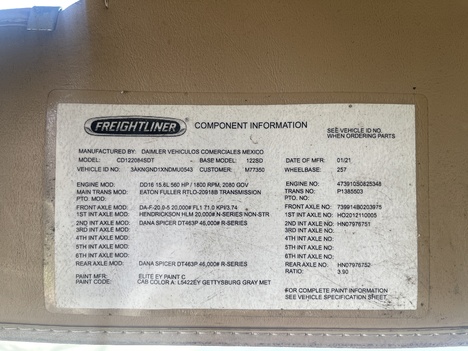 FREIGHTLINER
COMPONENT INFORMATION
SEE VEHICLE ID NO.
WHEN ORDERING PARTS
MANUFACTURED BY: DAIMLER VEHICULOS COMERCIALES MEXICO
MODEL: CD122084SDT BASE MODEL: 122SD DATE OF MFR: 01/21
VEHICLE ID NO: 3AKNGND1XNDMU0543 CUSTOMER: M77350 WHEELBASE: 257
ENGINE MOD: DD16 15.6L 560 HP / 1800 RPM, 2080 GOV ENGINE NO: 47391050825348
MAIN TRANS MOD: EATON FULLER RTLO-20918B TRANSMISSION TRANS NO: P1385503
PTO. MOD: PTO. NO:
FRONT AXLE MOD: DA-F-20.0-5 20,000# FL1 71.0 KPI/3.74 FRONT AXLE NO: 739914B0203975
1ST INT AXLE MOD: HENDRICKSON HLM 20,000# N-SERIES NON-STR 1ST INT AXLE NO: HO2012110005
2ND INT AXLE MOD: DANA SPICER DT463P 46,000# R-SERIES 2ND INT AXLE NO: HN07976751
3RD INT AXLE MOD: 3RD INT AXLE NO:
4TH INT AXLE MOD: 4TH INT AXLE NO:
5TH INT AXLE MOD: 5TH INT AXLE NO:
6TH INT AXLE MOD: 6TH INT AXLE NO:
REAR AXLE MOD: DANA SPICER DT463P 46,000# R-SERIES REAR AXLE NO: HN07976752
RATIO: 3.90
PAINT MFR: ELITE EY PAINT C
PAINT CODE: CAB COLOR A: L5422EY GETTYSBURG GRAY MET
FOR COMPLETE PAINT INFORMATION
SEE VEHICLE SPECIFICATION SHEET